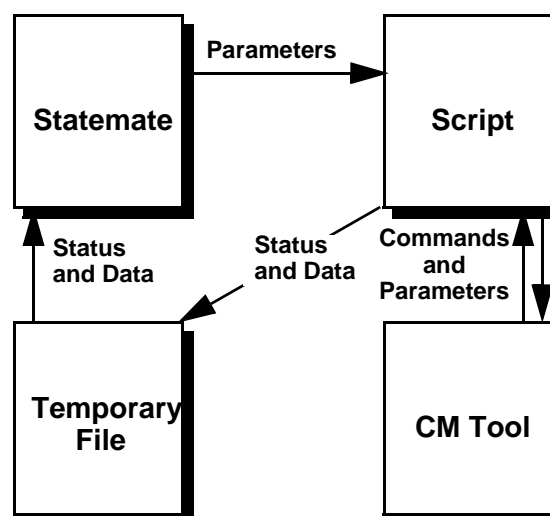 Parameters
Statemate
Script
Status
and Data
Status
and Data
Commands
and
Parameters
Temporary
File
CM Tool